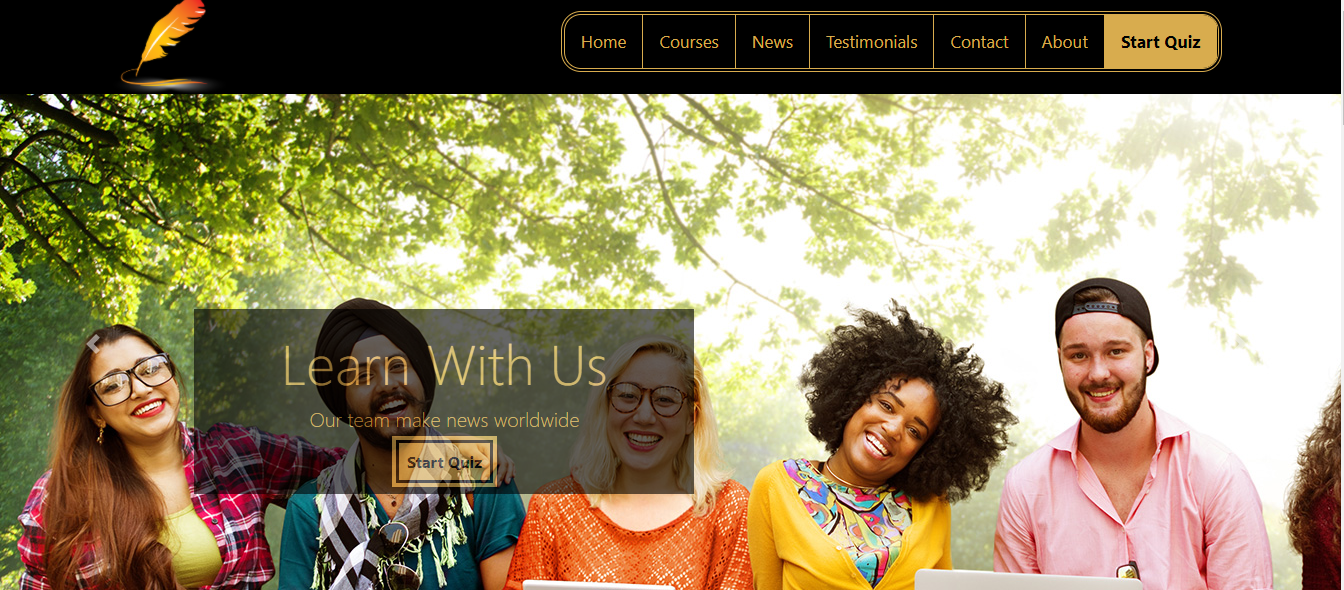 Home
Courses
News
Testimonials
Contact
About
Start Quiz
Learn With Us
Our team make news worldwide
Start Quiz